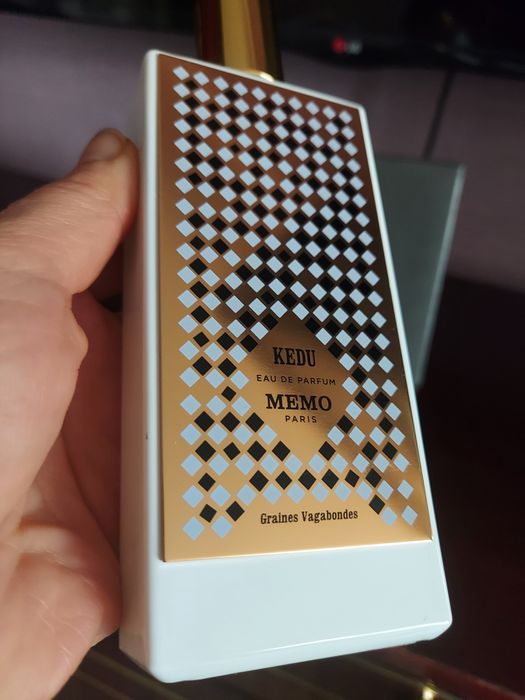 KEDU
EAU DE PARFUM
MEMO
PARIS
Graines Vagabondes